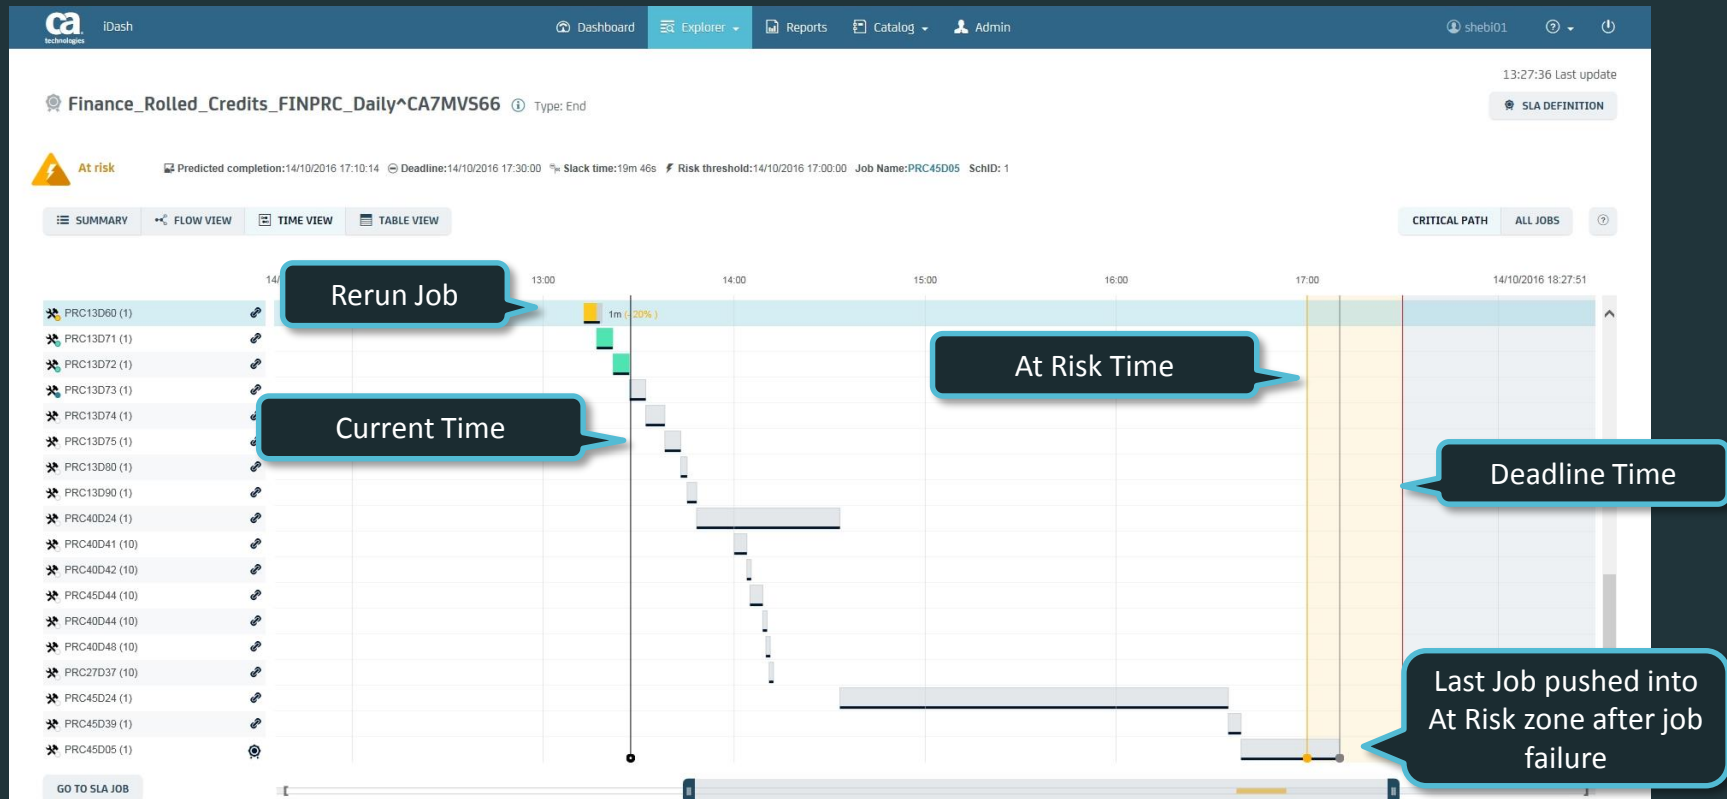 ca
technologies
iDash
Dashboard
Explorer
Reports
Catalog
Admin
shebi01
13:27:36 Last update
Finance_Rolled_Credits_FINPRC_Daily^CA7MVS66 Type: End
SLA DEFINITION
At risk
Predicted completion:14/10/2016 17:10:14 Deadline:14/10/2016 17:30:00 Slack time:19m 46s Risk threshold:14/10/2016 17:00:00 Job Name:PRC45D05 SchID: 1
SUMMARY
FLOW VIEW
TIME VIEW
TABLE VIEW
CRITICAL PATH
ALL JOBS
14/
13:00
14:00
15:00
16:00
17:00
14/10/2016 18:27:51
Rerun Job
PRC13D60 (1)
1m ( 20% )
PRC13D71 (1)
PRC13D72 (1)
At Risk Time
PRC13D73 (1)
PRC13D74 (1)
Current Time
PRC13D75 (1)
PRC13D80 (1)
Deadline Time
PRC13D90 (1)
PRC40D24 (1)
PRC40D41 (10)
PRC40D42 (10)
PRC45D44 (10)
PRC40D44 (10)
PRC40D48 (10)
PRC27D37 (10)
PRC45D24 (1)
PRC45D39 (1)
PRC45D05 (1)
Last Job pushed into
At Risk zone after job
failure
GO TO SLA JOB